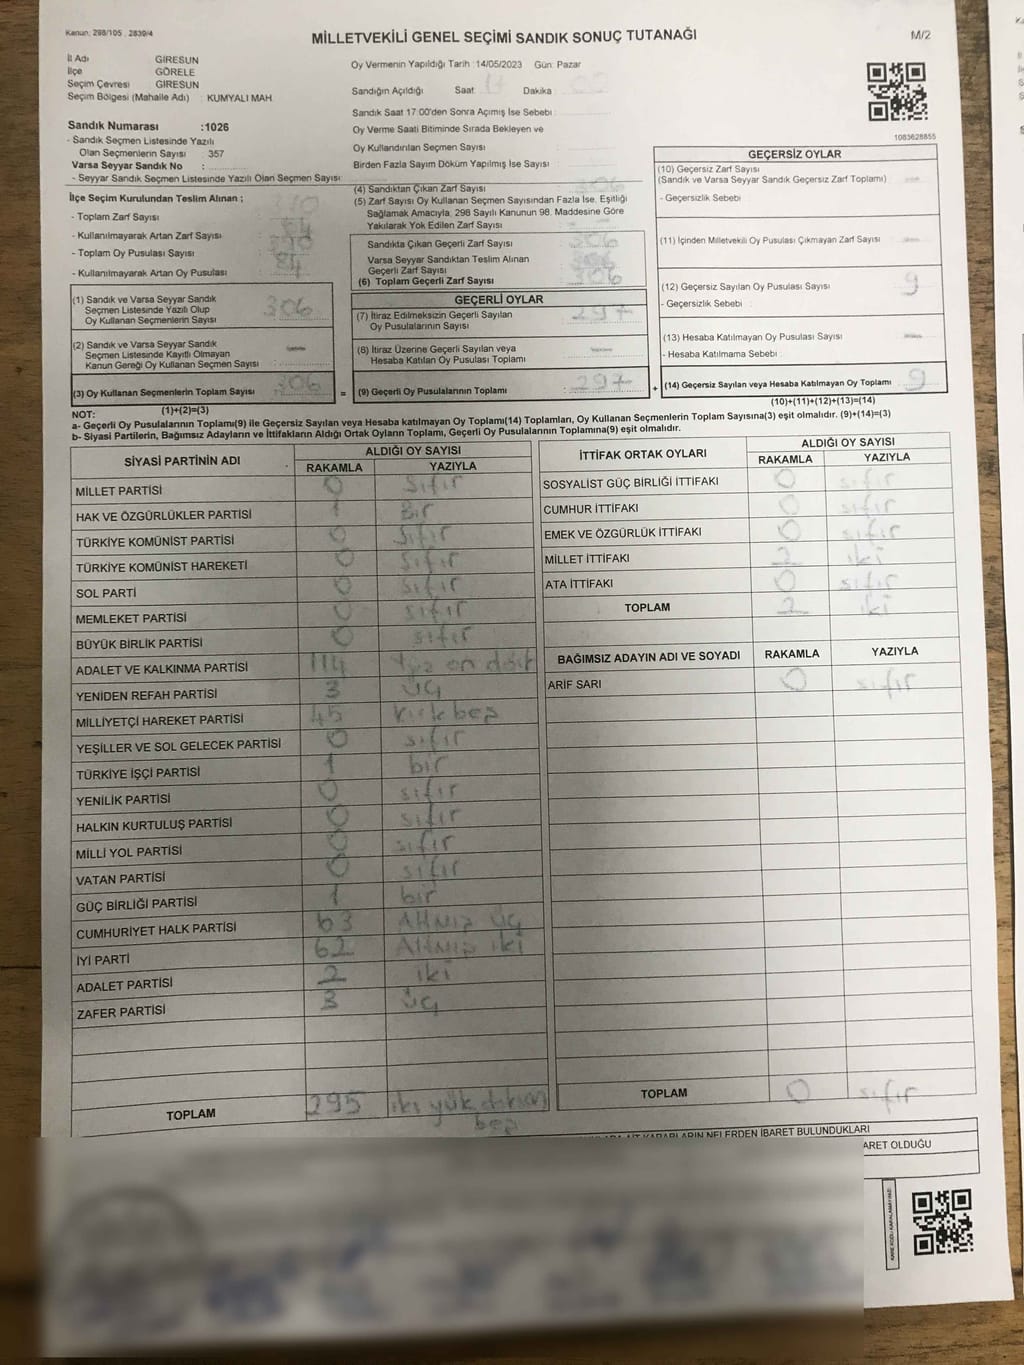 Kanun: 298/105 , 2839/4
MİLLETVEKİLİ GENEL SEÇİMİ SANDIK SONUÇ TUTANAĞI
M/2
İl Adı GİRESUN
İlçe GÖRELE
Seçim Çevresi GİRESUN
Seçim Bölgesi (Mahalle Adı) : KUMYALI MAH.
Oy Vermenin Yapıldığı Tarih : 14/05/2023 Gün: Pazar
Sandığın Açıldığı Saat Dakika :
Sandık Saat 17:00'den Sonra Açımış İse Sebebi :
Oy Verme Saati Bitiminde Sırada Bekleyen ve
Oy Kullandırılan Seçmen Sayısı :
Birden Fazla Sayım Döküm Yapılmış İse Sayısı :
1083628855
Sandık Numarası :1026
- Sandık Seçmen Listesinde Yazılı
Olan Seçmenlerin Sayısı : 357
Varsa Seyyar Sandık No :
- Seyyar Sandık Seçmen Listesinde Yazılı Olan Seçmen Sayısı:
İlçe Seçim Kurulundan Teslim Alınan ;
- Toplam Zarf Sayısı :
- Kullanılmayarak Artan Zarf Sayısı :
- Toplam Oy Pusulası Sayısı :
- Kullanılmayarak Artan Oy Pusulası : 84
(1) Sandık ve Varsa Seyyar Sandık
Seçmen Listesinde Yazılı Olup
Oy Kullanan Seçmenlerin Sayısı : 306
(2) Sandık ve Varsa Seyyar Sandık
Seçmen Listesinde Kayıtlı Olmayan
Kanun Gereği Oy Kullanan Seçmen Sayısı :
(3) Oy Kullanan Seçmenlerin Toplam Sayısı : 306
(1)+(2)=(3)
(4) Sandıktan Çıkan Zarf Sayısı : 306
(5) Zarf Sayısı Oy Kullanan Seçmen Sayısından Fazla İse, Eşitliği
Sağlamak Amacıyla, 298 Sayılı Kanunun 98. Maddesine Göre
Yakılarak Yok Edilen Zarf Sayısı :
Sandıkta Çıkan Geçerli Zarf Sayısı : 306
Varsa Seyyar Sandıktan Teslim Alınan
Geçerli Zarf Sayısı :
(6) Toplam Geçerli Zarf Sayısı : 306
GEÇERLİ OYLAR
(7) İtiraz Edilmeksizin Geçerli Sayılan
Oy Pusulalarının Sayısı : 297
(8) İtiraz Üzerine Geçerli Sayılan veya
Hesaba Katılan Oy Pusulası Toplamı :
= (9) Geçerli Oy Pusulalarının Toplamı : 297
GEÇERSİZ OYLAR
(10) Geçersiz Zarf Sayısı
(Sandık ve Varsa Seyyar Sandık Geçersiz Zarf Toplamı) :
- Geçersizlik Sebebi :
(11) İçinden Milletvekili Oy Pusulası Çıkmayan Zarf Sayısı :
(12) Geçersiz Sayılan Oy Pusulası Sayısı : 9
- Geçersizlik Sebebi :
(13) Hesaba Katılmayan Oy Pusulası Sayısı :
- Hesaba Katılmama Sebebi :
+ (14) Geçersiz Sayılan veya Hesaba Katılmayan Oy Toplamı : 9
(10)+(11)+(12)+(13)=(14)
NOT:
a- Geçerli Oy Pusulalarının Toplamı(9) ile Geçersiz Sayılan veya Hesaba katılmayan Oy Toplamı(14) Toplamları, Oy Kullanan Seçmenlerin Toplam Sayısına(3) eşit olmalıdır. (9)+(14)=(3)
b- Siyasi Partilerin, Bağımsız Adayların ve İttifakların Aldığı Ortak Oyların Toplamı, Geçerli Oy Pusulalarının Toplamına(9) eşit olmalıdır.
SİYASİ PARTİNİN ADI ALDIĞI OY SAYISI
RAKAMLA YAZIYLA
MİLLET PARTİSİ 0 Sıfır
HAK VE ÖZGÜRLÜKLER PARTİSİ 1 Bir
TÜRKİYE KOMÜNİST PARTİSİ 0 Sıfır
TÜRKİYE KOMÜNİST HAREKETİ 0 Sıfır
SOL PARTİ 0 sıfır
MEMLEKET PARTİSİ 0 sıfır
BÜYÜK BİRLİK PARTİSİ 0 sıfır
ADALET VE KALKINMA PARTİSİ 114 yüz on dört
YENİDEN REFAH PARTİSİ 3 üç
MİLLİYETÇİ HAREKET PARTİSİ 45 kırk beş
YEŞİLLER VE SOL GELECEK PARTİSİ 0 sıfır
TÜRKİYE İŞÇİ PARTİSİ 1 bir
YENİLİK PARTİSİ 0 sıfır
HALKIN KURTULUŞ PARTİSİ 0 sıfır
MİLLİ YOL PARTİSİ 0 sıfır
VATAN PARTİSİ 0 sıfır
GÜÇ BİRLİĞİ PARTİSİ 1 bir
CUMHURİYET HALK PARTİSİ 63 Altmış üç
İYİ PARTİ 62 Altmış iki
ADALET PARTİSİ 2 iki
ZAFER PARTİSİ 3 üç
TOPLAM 295 iki yük doksan
beş
İTTİFAK ORTAK OYLARI ALDIĞI OY SAYISI
RAKAMLA YAZIYLA
SOSYALİST GÜÇ BİRLİĞİ İTTİFAKI 0 sıfır
CUMHUR İTTİFAKI 0 sıfır
EMEK VE ÖZGÜRLÜK İTTİFAKI 0 sıfır
MİLLET İTTİFAKI 2 iki
ATA İTTİFAKI 0 sıfır
TOPLAM 2 iki
BAĞIMSIZ ADAYIN ADI VE SOYADI RAKAMLA YAZIYLA
ARİF SARI 0 sıfır
TOPLAM 0 sıfır
NELERDEN İBARET BULUNDUKLARI
ARET OLDUĞU